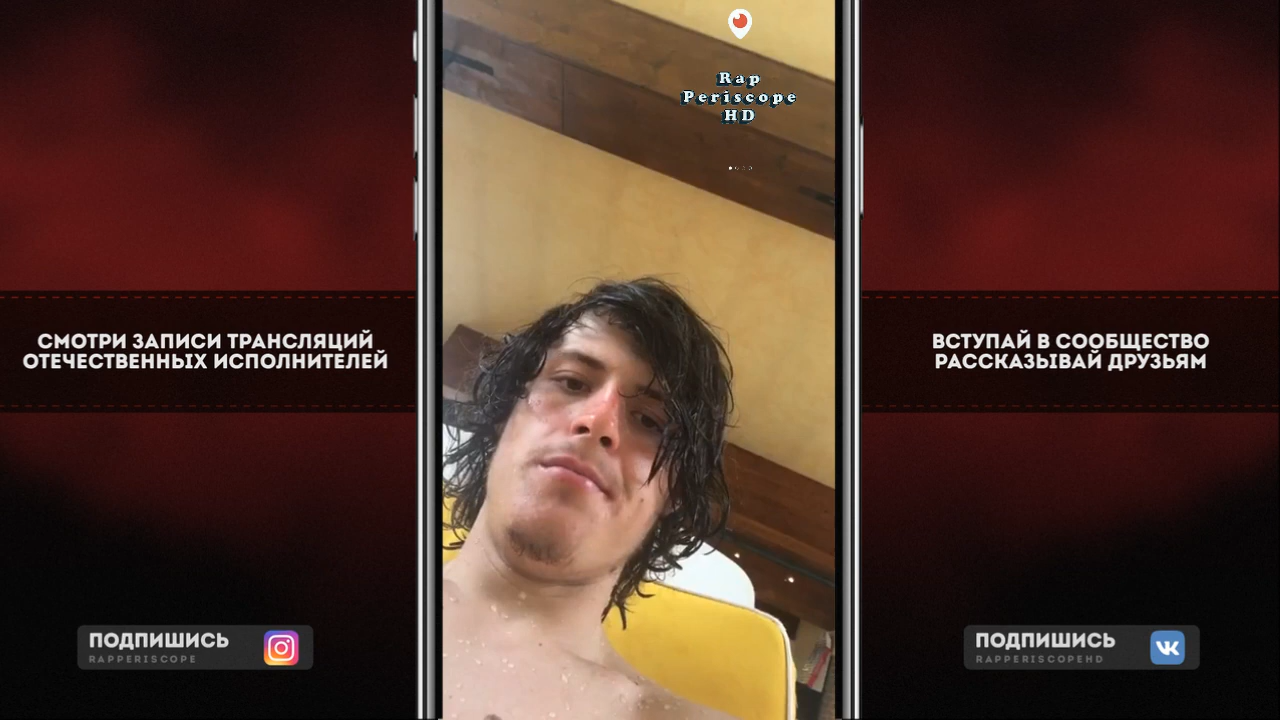 Rap
Periscope
HD
СМОТРИ ЗАПИСИ ТРАНСЛЯЦИЙ
ОТЕЧЕСТВЕННЫХ ИСПОЛНИТЕЛЕЙ
ВСТУПАЙ В СООБЩЕСТВО
РАССКАЗЫВАЙ ДРУЗЬЯМ
ПОДПИШИСЬ
RAPPERISCOPE
ПОДПИШИСЬ
RAPPERISCOPEHD